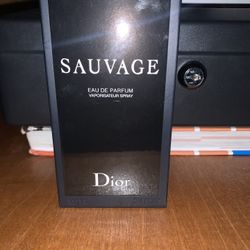 SAUVAGE
EAU DE PARFUM
VAPORISATEUR SPRAY
Dior